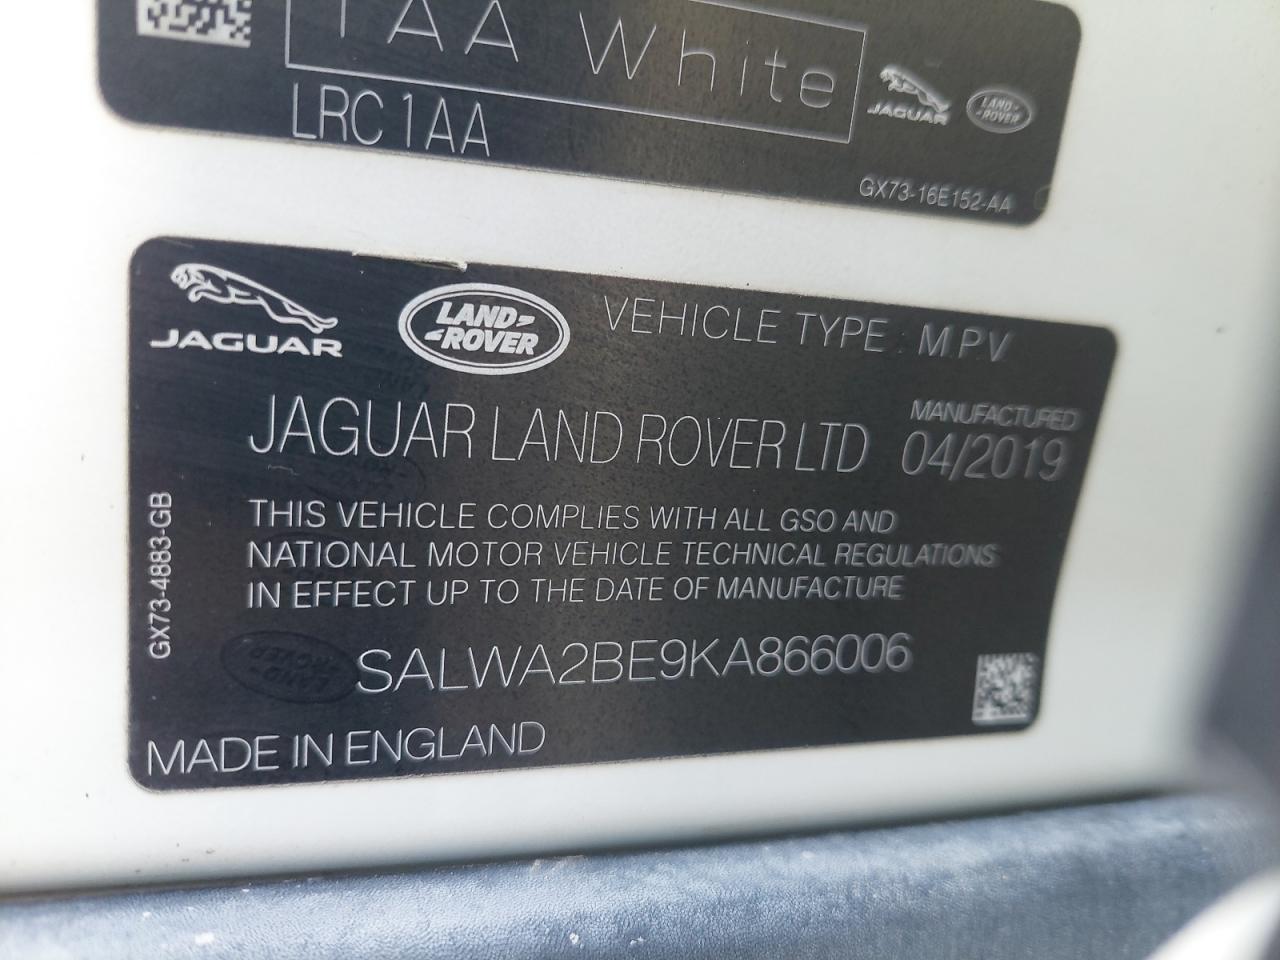 1AA White
LRC 1AA
JAGUAR
LAND-
-ROVER
GX73-16E152-AA
JAGUAR
LAND-
-ROVER
VEHICLE TYPE : M.P.V
JAGUAR LAND ROVER LTD
MANUFACTURED
04/2019
GX73-4883-GB
THIS VEHICLE COMPLIES WITH ALL GSO AND
NATIONAL MOTOR VEHICLE TECHNICAL REGULATIONS
IN EFFECT UP TO THE DATE OF MANUFACTURE
SALWA2BE9KA866006
MADE IN ENGLAND